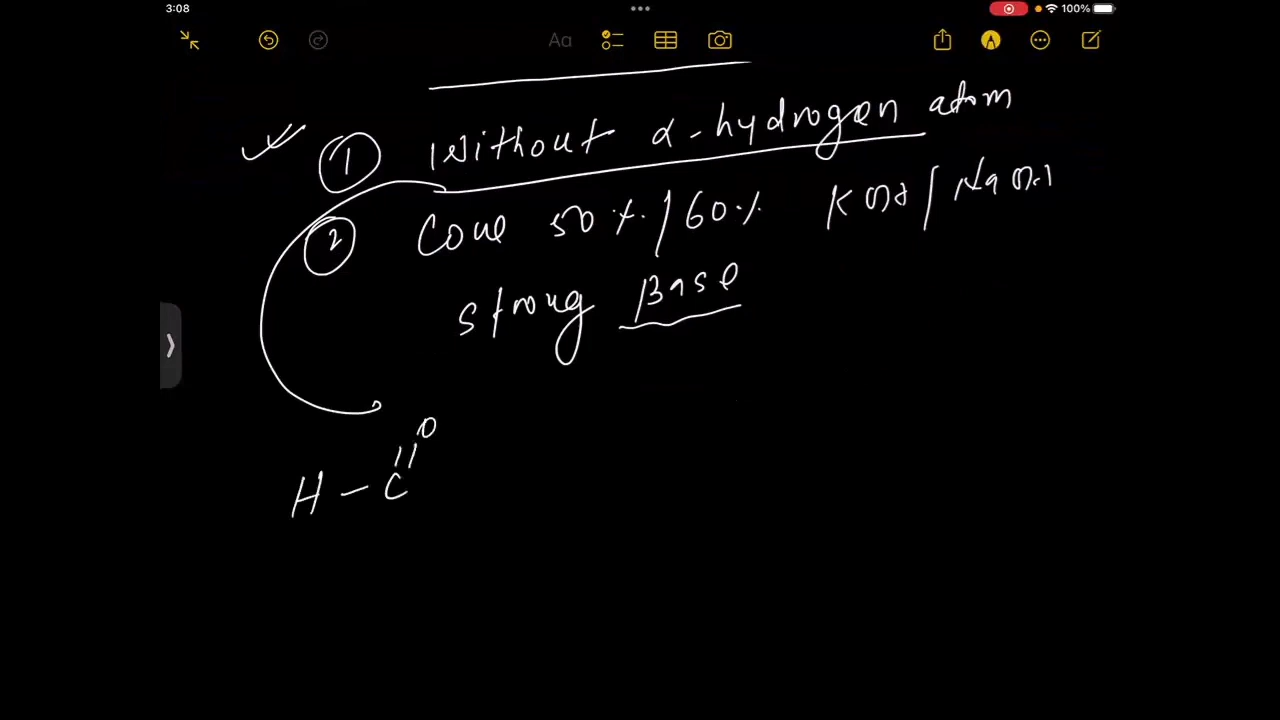 3:08
100%
Aa
① Without α-hydrogen atom
② Conc 50%/60% KOH/NaOH
strong Base
O
H-C